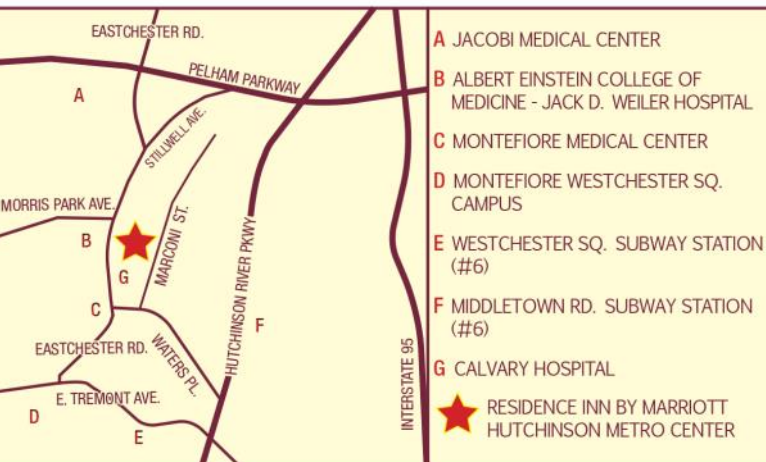 EASTCHESTER RD.
PELHAM PARKWAY
A
STILLWELL AVE.
MORRIS PARK AVE.
B
MARCONI ST.
G
HUTCHINSON RIVER PKWY
C
F
EASTCHESTER RD.
WATERS PL.
INTERSTATE 95
E. TREMONT AVE.
D
E
A JACOBI MEDICAL CENTER
B ALBERT EINSTEIN COLLEGE OF
MEDICINE - JACK D. WEILER HOSPITAL
C MONTEFIORE MEDICAL CENTER
D MONTEFIORE WESTCHESTER SQ.
CAMPUS
E WESTCHESTER SQ. SUBWAY STATION
(#6)
F MIDDLETOWN RD. SUBWAY STATION
(#6)
G CALVARY HOSPITAL
RESIDENCE INN BY MARRIOTT
HUTCHINSON METRO CENTER